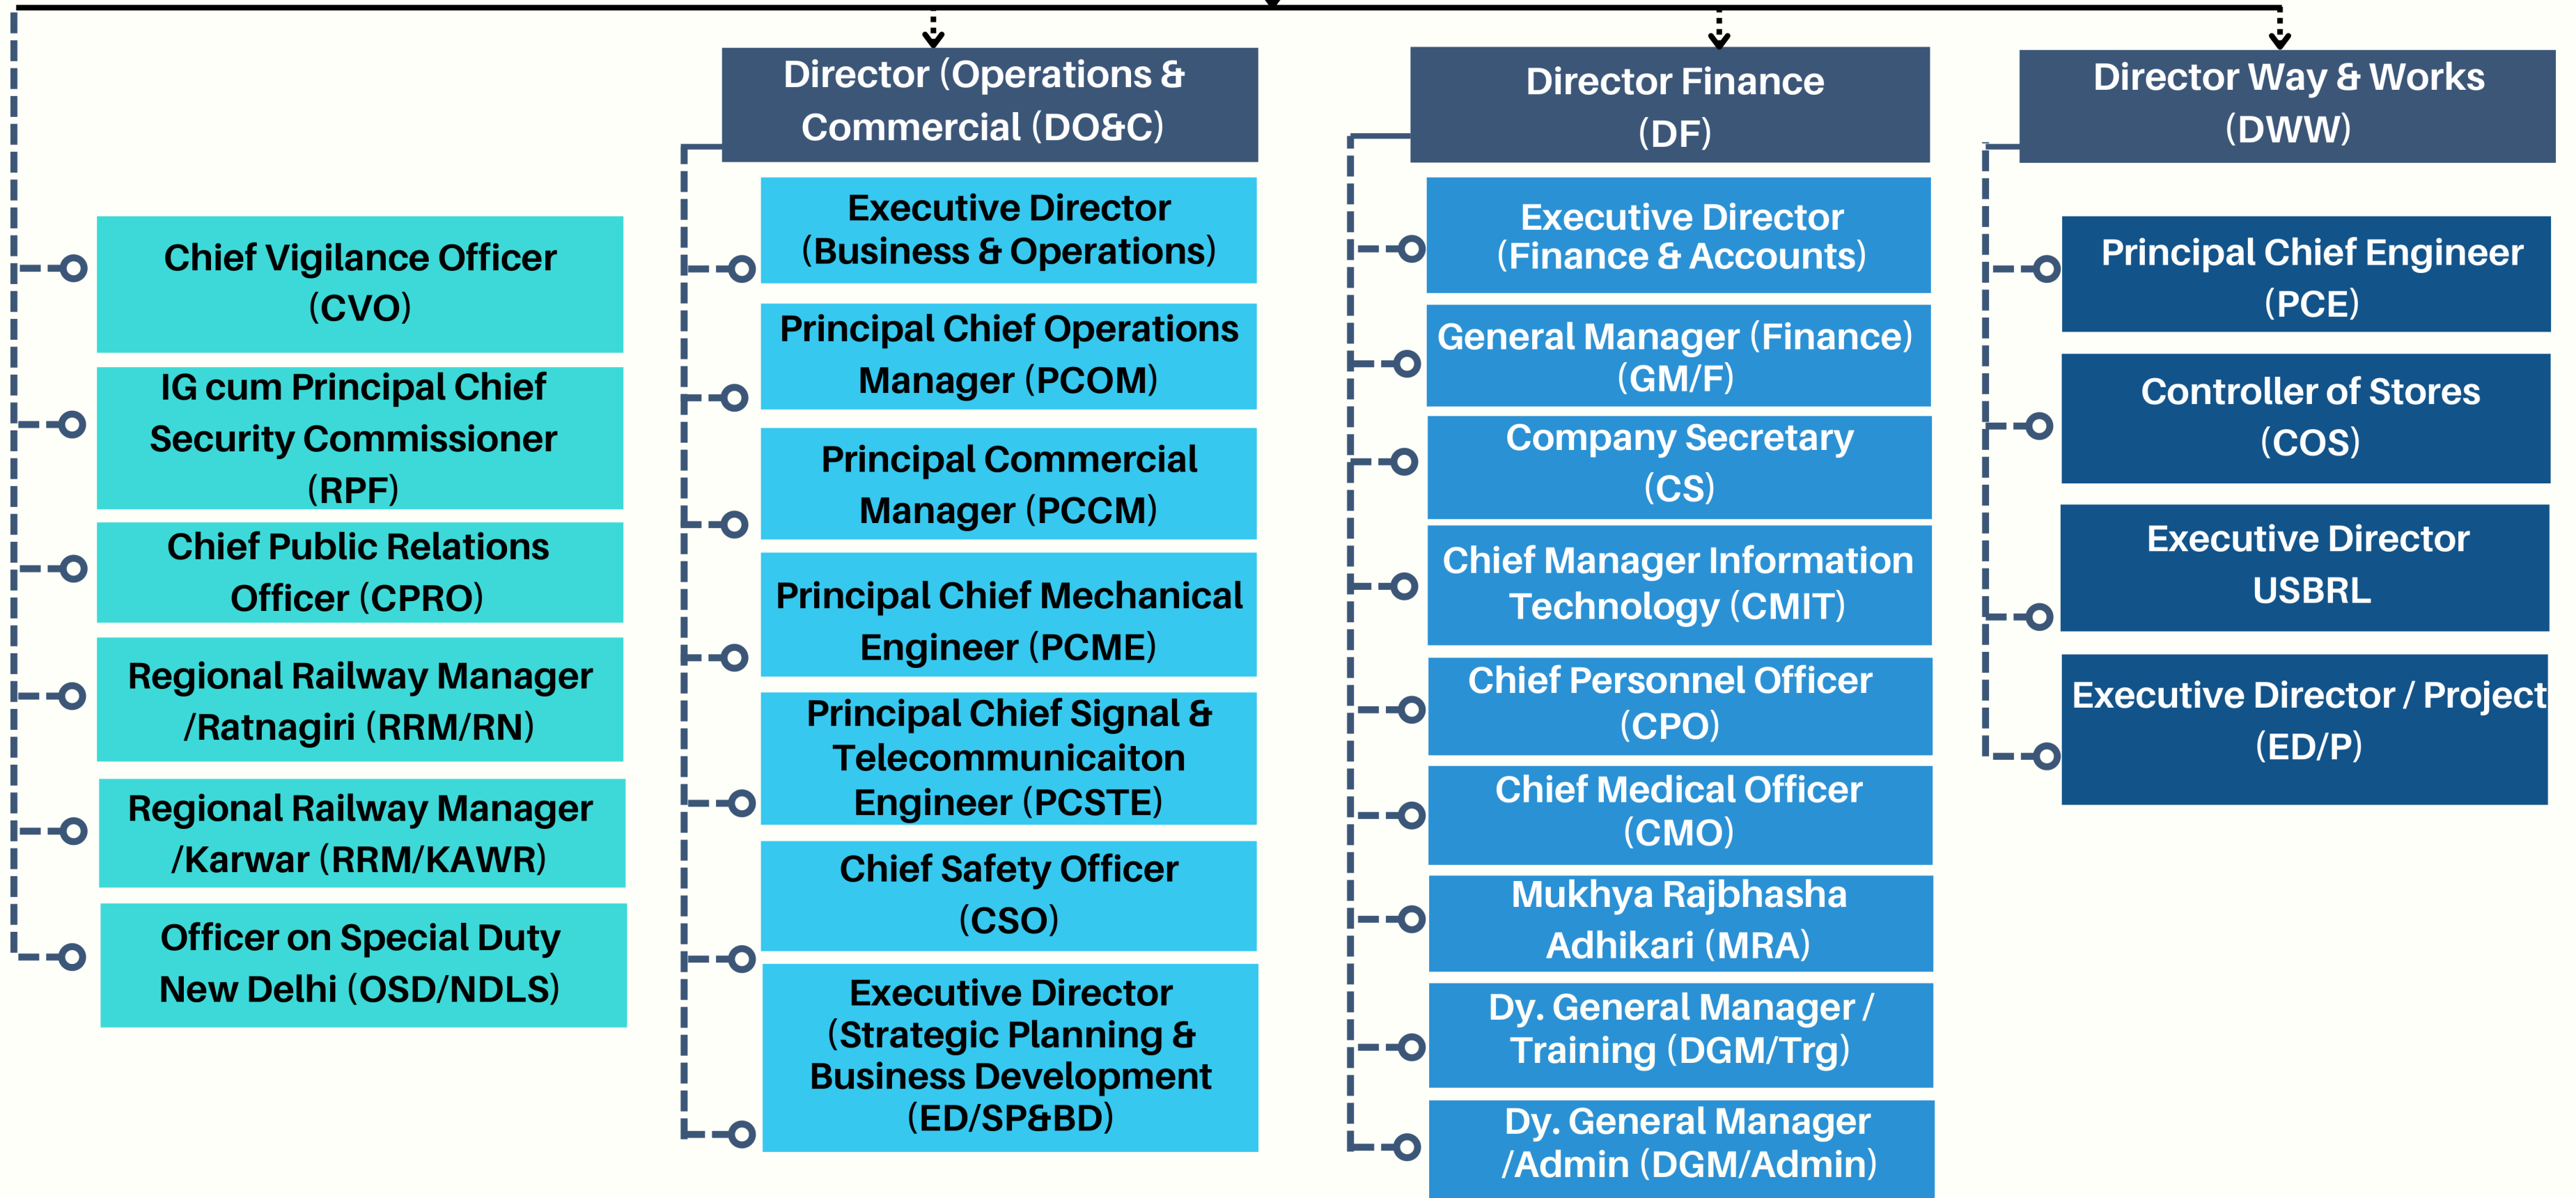 Chief Vigilance Officer
(CVO)
IG cum Principal Chief
Security Commissioner
(RPF)
Chief Public Relations
Officer (CPRO)
Regional Railway Manager
/Ratnagiri (RRM/RN)
Regional Railway Manager
/Karwar (RRM/KAWR)
Officer on Special Duty
New Delhi (OSD/NDLS)
Director (Operations &
Commercial (DO&C)
Executive Director
(Business & Operations)
Principal Chief Operations
Manager (PCOM)
Principal Commercial
Manager (PCCM)
Principal Chief Mechanical
Engineer (PCME)
Principal Chief Signal &
Telecommunicaiton
Engineer (PCSTE)
Chief Safety Officer
(CSO)
Executive Director
(Strategic Planning &
Business Development
(ED/SP&BD)
Director Finance
(DF)
Executive Director
(Finance & Accounts)
General Manager (Finance)
(GM/F)
Company Secretary
(CS)
Chief Manager Information
Technology (CMIT)
Chief Personnel Officer
(CPO)
Chief Medical Officer
(CMO)
Mukhya Rajbhasha
Adhikari (MRA)
Dy. General Manager /
Training (DGM/Trg)
Dy. General Manager
/Admin (DGM/Admin)
Director Way & Works
(DWW)
Principal Chief Engineer
(PCE)
Controller of Stores
(COS)
Executive Director
USBRL
Executive Director / Project
(ED/P)